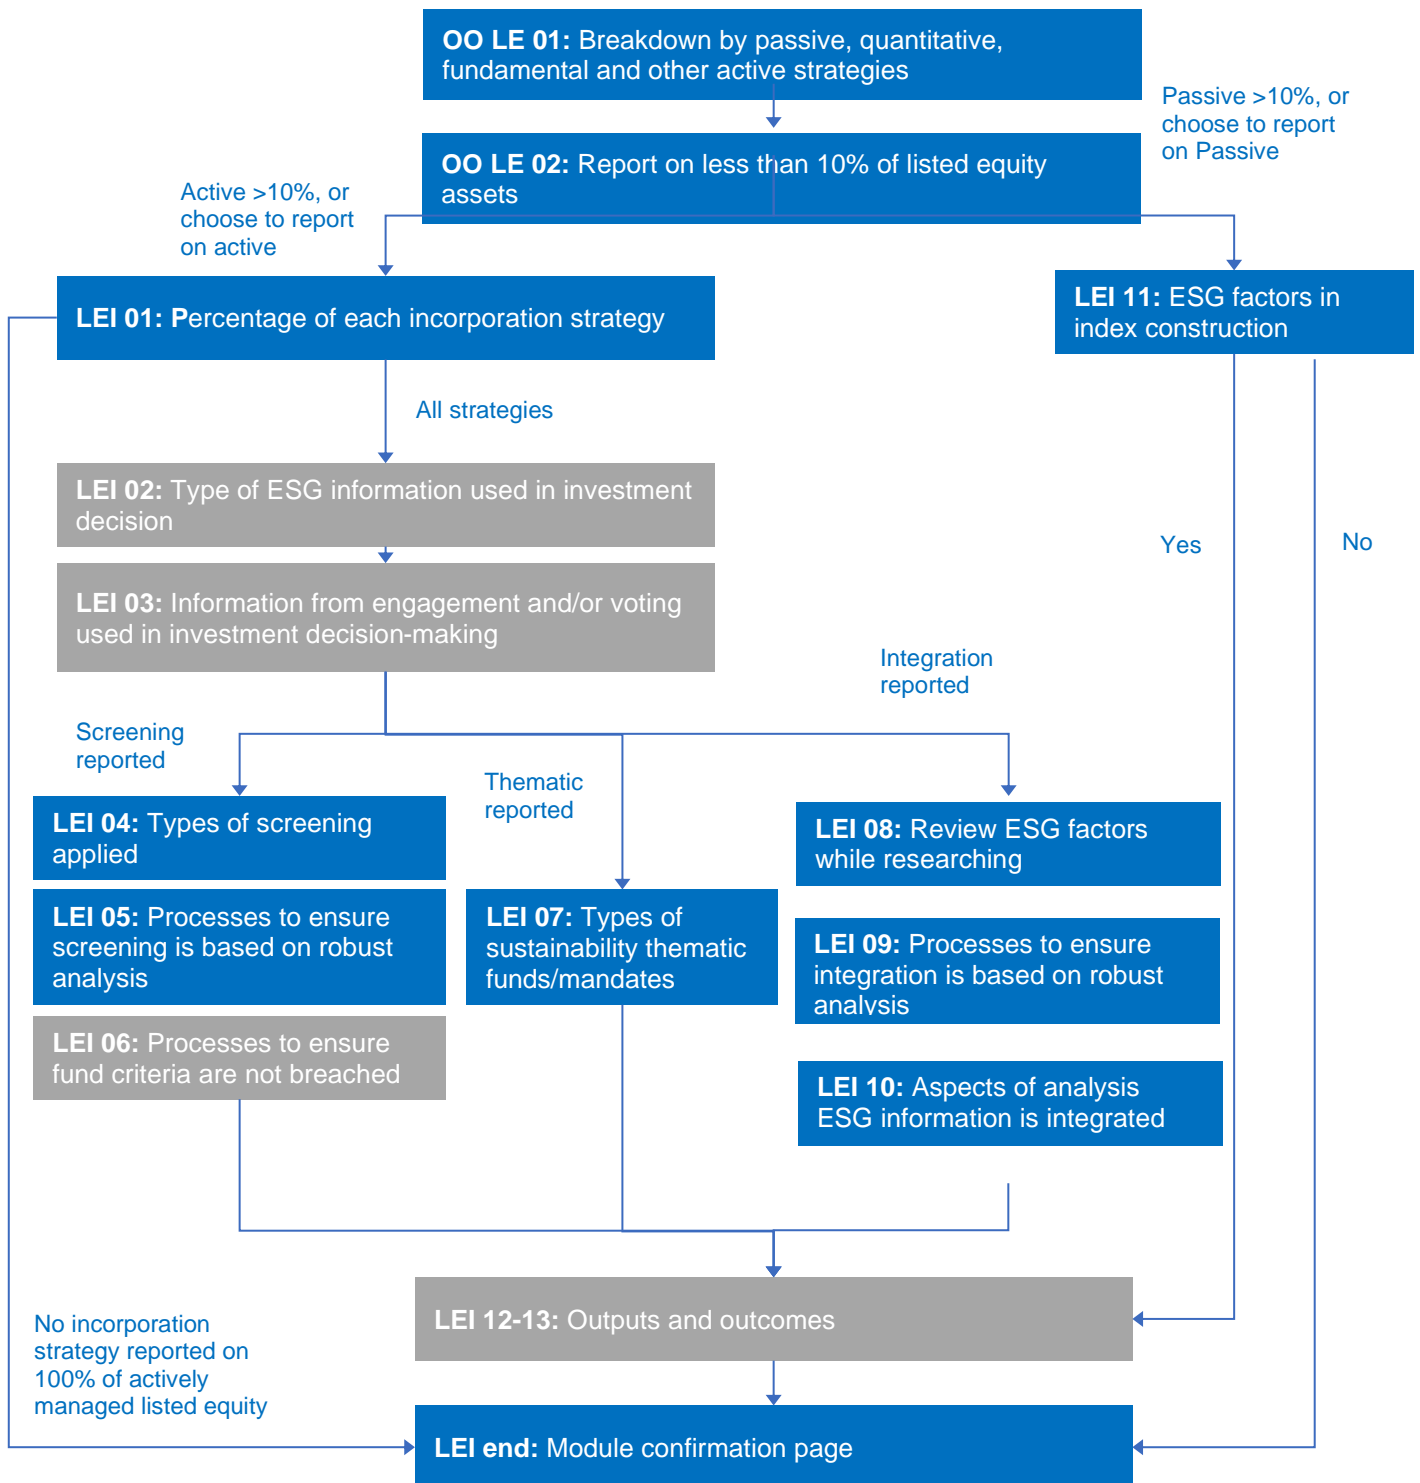 OO LE 01: Breakdown by passive, quantitative,
fundamental and other active strategies
Passive >10%, or
choose to report
on Passive
OO LE 02: Report on less than 10% of listed equity
assets
Active >10%, or
choose to report
on active
LEI 01: Percentage of each incorporation strategy
LEI 11: ESG factors in
index construction
All strategies
LEI 02: Type of ESG information used in investment
decision
Yes
No
LEI 03: Information from engagement and/or voting
used in investment decision-making
Integration
reported
Screening
reported
Thematic
reported
LEI 04: Types of screening
applied
LEI 08: Review ESG factors
while researching
LEI 05: Processes to ensure
screening is based on robust
analysis
LEI 07: Types of
sustainability thematic
funds/mandates
LEI 09: Processes to ensure
integration is based on robust
analysis
LEI 06: Processes to ensure
fund criteria are not breached
LEI 10: Aspects of analysis
ESG information is integrated
LEI 12-13: Outputs and outcomes
No incorporation
strategy reported on
100% of actively
managed listed equity
LEI end: Module confirmation page